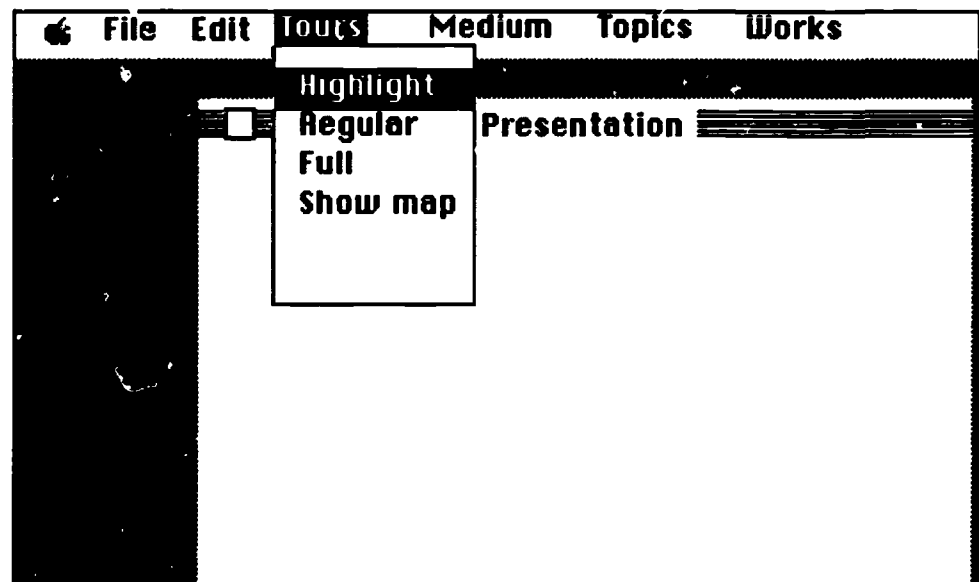 File Edit Tours Medium Topics Works
Highlight
Regular Presentation
Full
Show map